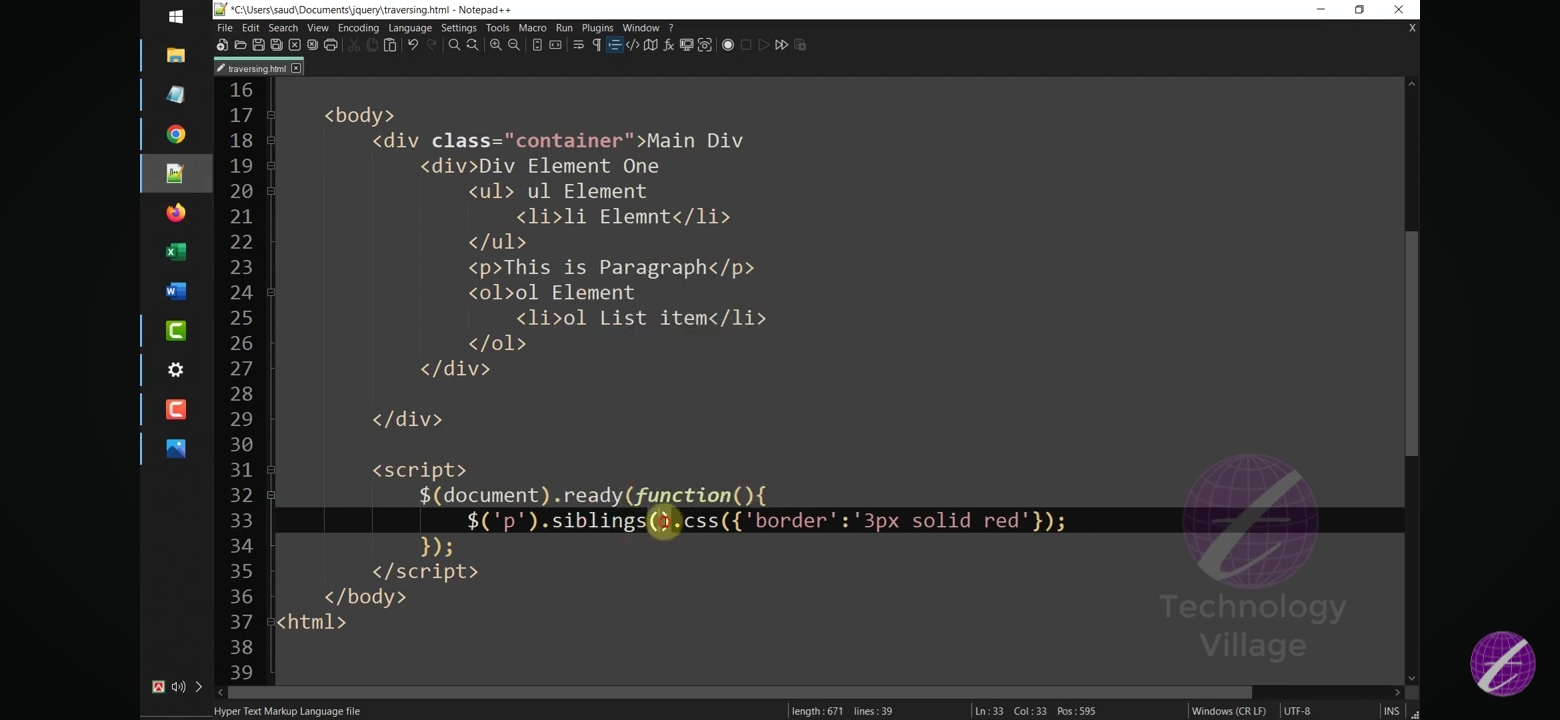 *C:\Users\saud\Documents\jquery\traversing.html - Notepad++
File Edit Search View Encoding Language Settings Tools Macro Run Plugins Window ? X
traversing.html
16
17 <body>
18 <div class="container">Main Div
19 <div>Div Element One
20 <ul> ul Element
21 <li>li Elemnt</li>
22 </ul>
23 <p>This is Paragraph</p>
24 <ol>ol Element
25 <li>ol List item</li>
26 </ol>
27 </div>
28
29 </div>
30
31 <script>
32 $(document).ready(function(){
33 $('p').siblings().css({'border':'3px solid red'});
34 });
35 </script>
36 </body>
37 <html>
38
39
Technology
Village
Hyper Text Markup Language file length : 671 lines : 39 Ln : 33 Col : 33 Pos : 595 Windows (CR LF) UTF-8 INS